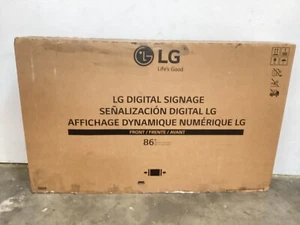 LG
Life's Good
LG DIGITAL SIGNAGE
SEÑALIZACIÓN DIGITAL LG
AFFICHAGE DYNAMIQUE NUMÉRIQUE LG
FRONT / FRENTE / AVANT
86